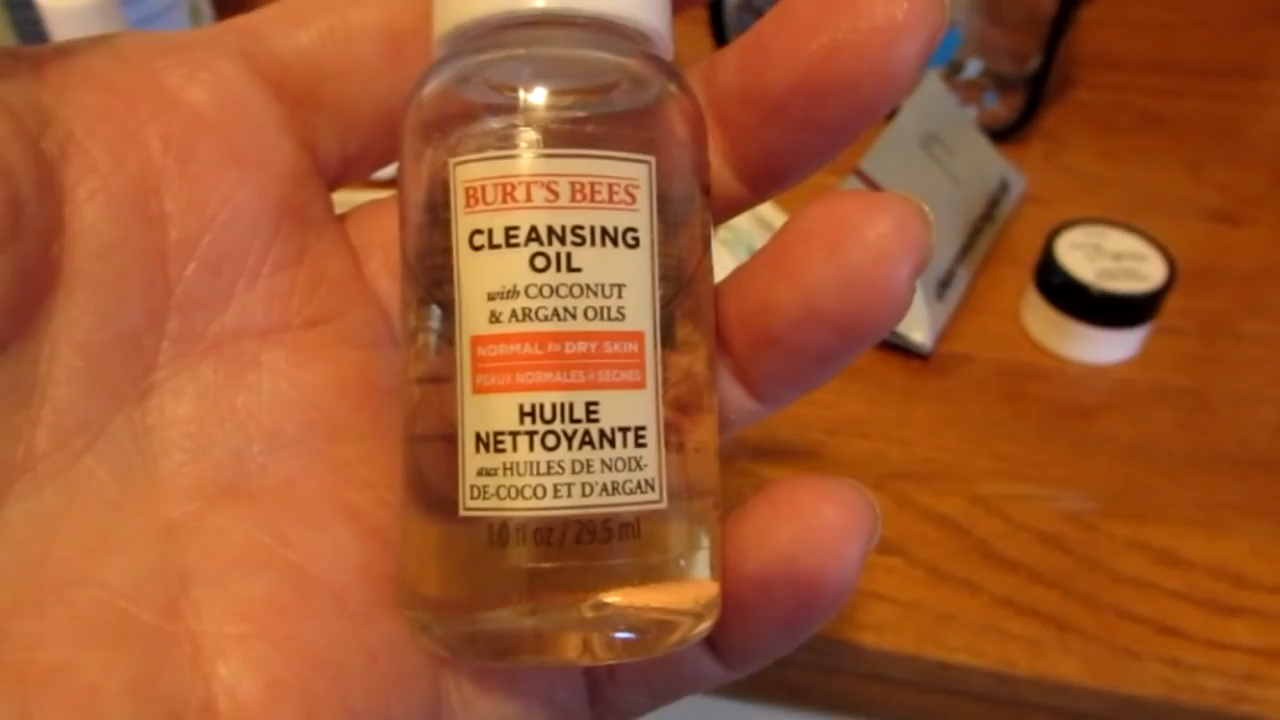 BURT'S BEES
CLEANSING
OIL
with COCONUT
& ARGAN OILS
NORMAL to DRY SKIN
PEAUX NORMALES à SÈCHES
HUILE
NETTOYANTE
aux HUILES DE NOIX-
DE-COCO ET D'ARGAN
1.0 fl oz / 29.5 ml